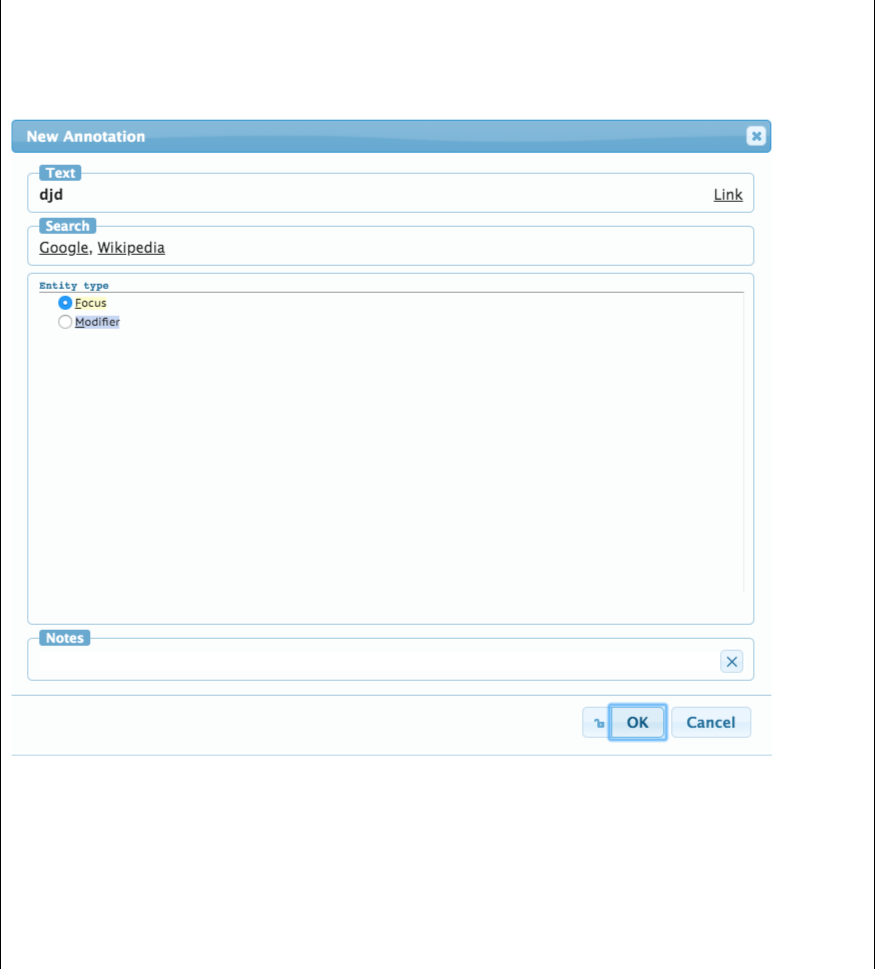 New Annotation
Text
djd Link
Search
Google, Wikipedia
Entity type
Focus
Modifier
Notes
OK Cancel